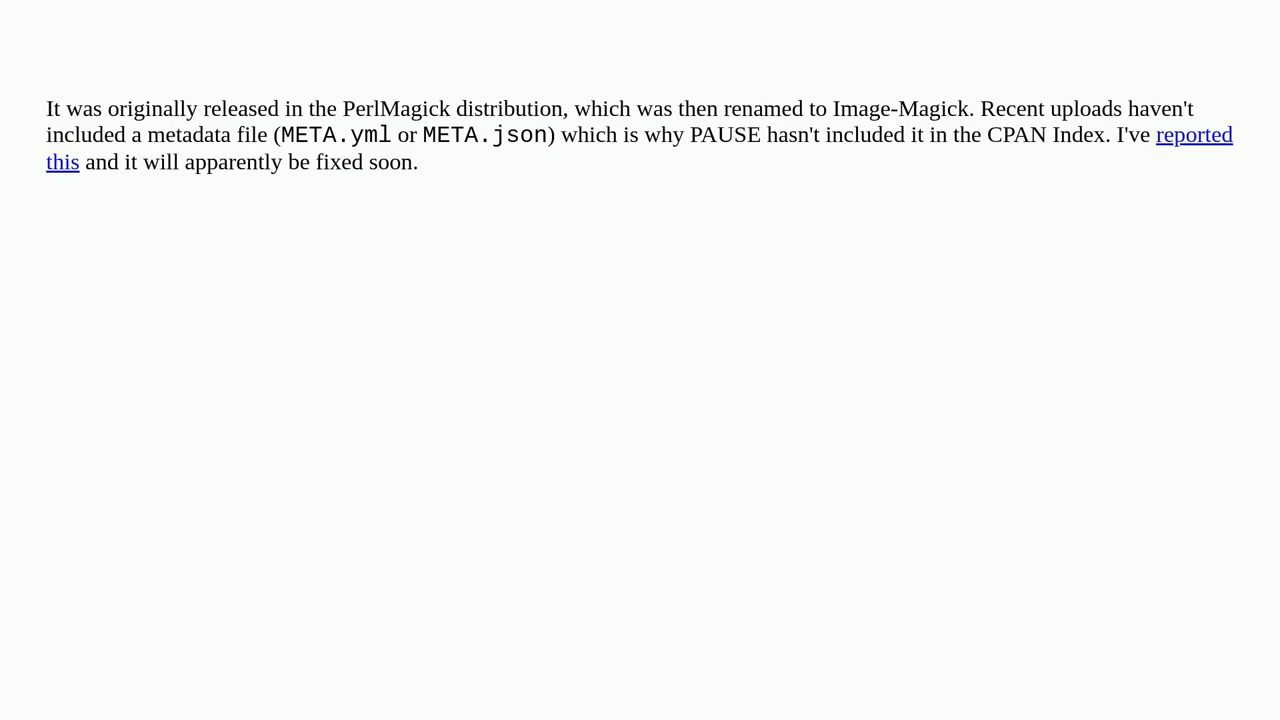 It was originally released in the PerlMagick distribution, which was then renamed to Image-Magick. Recent uploads haven't
included a metadata file (META.yml or META.json) which is why PAUSE hasn't included it in the CPAN Index. I've reported
this and it will apparently be fixed soon.